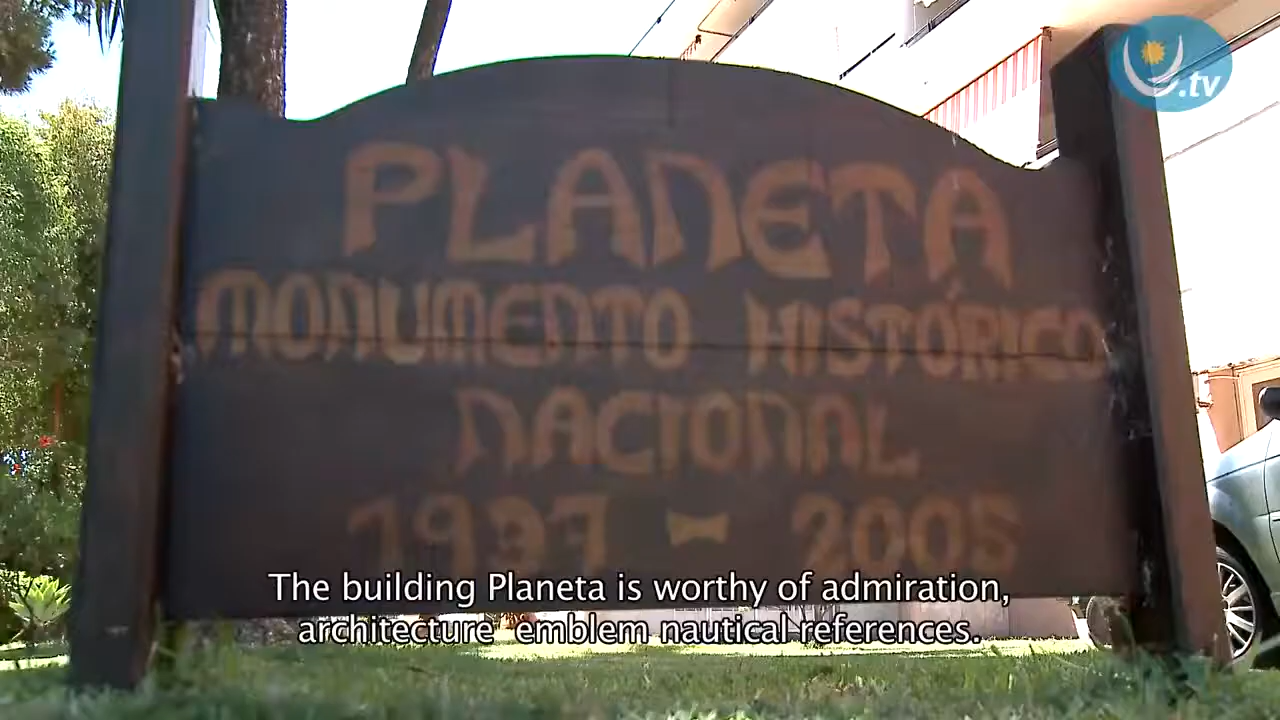 .tv
PLANETA
MONUMENTO HISTÓRICO
NACIONAL
1937 - 2005
The building Planeta is worthy of admiration,
architecture emblem nautical references.